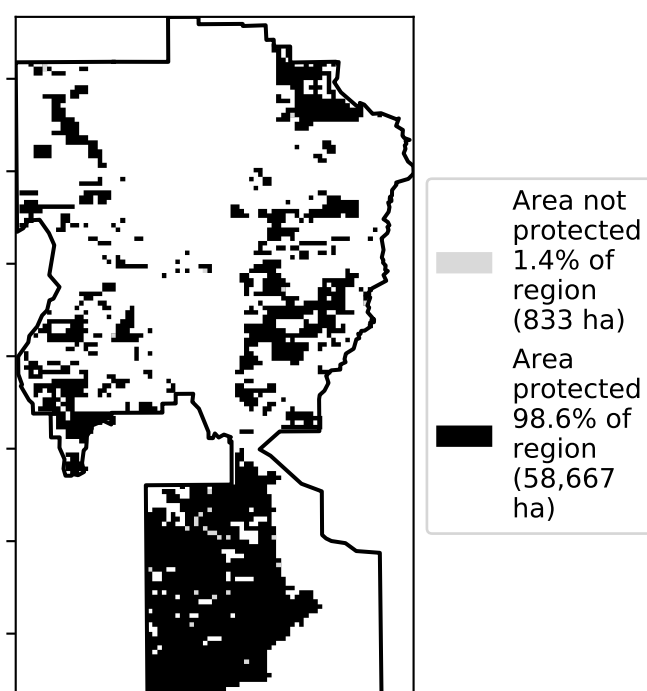 Area not
protected
1.4% of
region
(833 ha)
Area
protected
98.6% of
region
(58,667
ha)